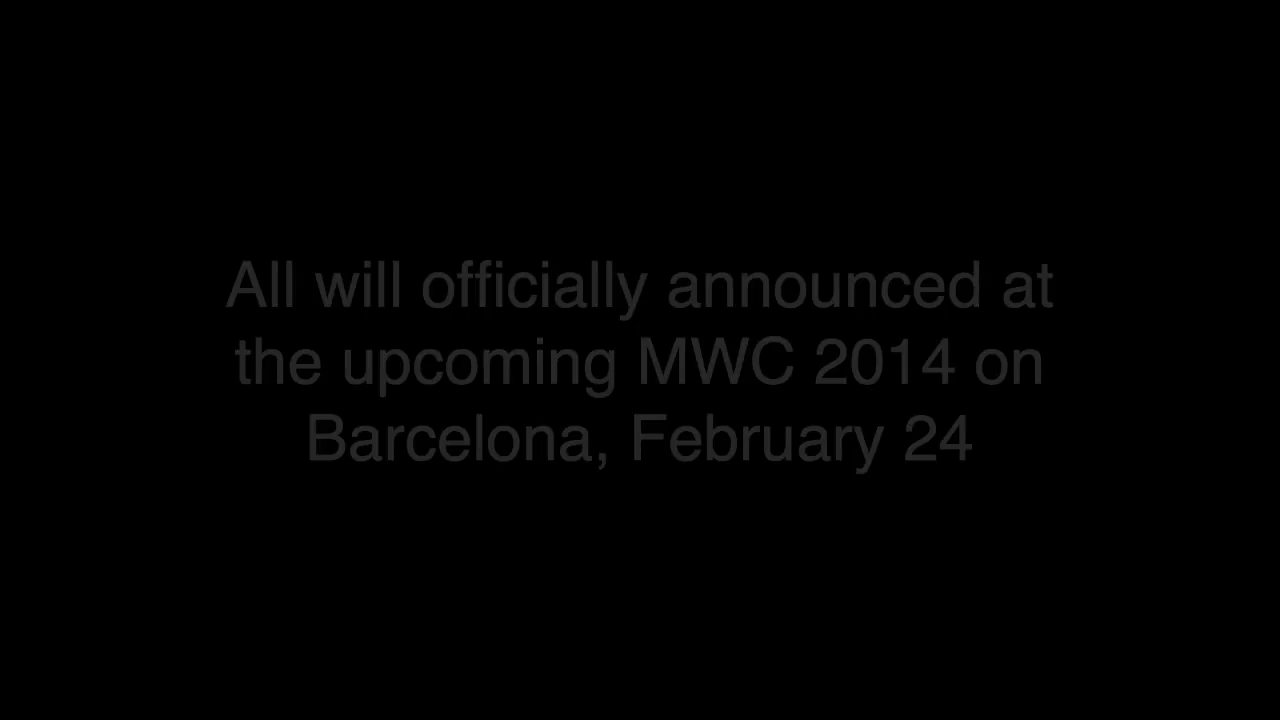 All will officially announced at
the upcoming MWC 2014 on
Barcelona, February 24